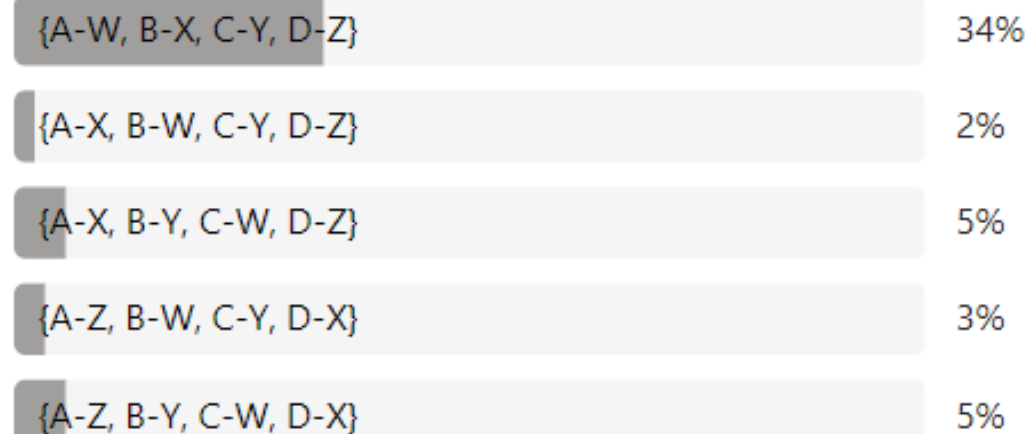 {A-W, B-X, C-Y, D-Z} 34%
{A-X, B-W, C-Y, D-Z} 2%
{A-X, B-Y, C-W, D-Z} 5%
{A-Z, B-W, C-Y, D-X} 3%
{A-Z, B-Y, C-W, D-X} 5%